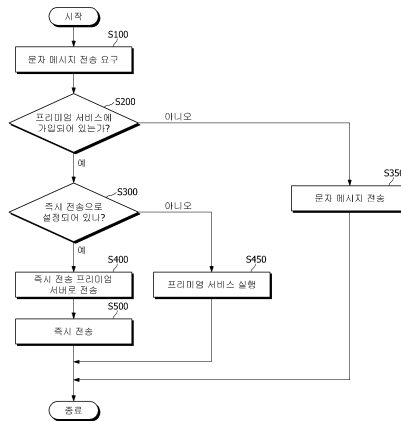 시작
S100
문자 메시지 전송 요구
S200
프리미엄 서비스에
가입되어 있는가?
아니오
예
S300
즉시 전송으로
설정되어 있나?
아니오
예
S350
문자 메시지 전송
S400
즉시 전송 프리미엄
서버로 전송
S450
프리미엄 서비스 실행
S500
즉시 전송
종료